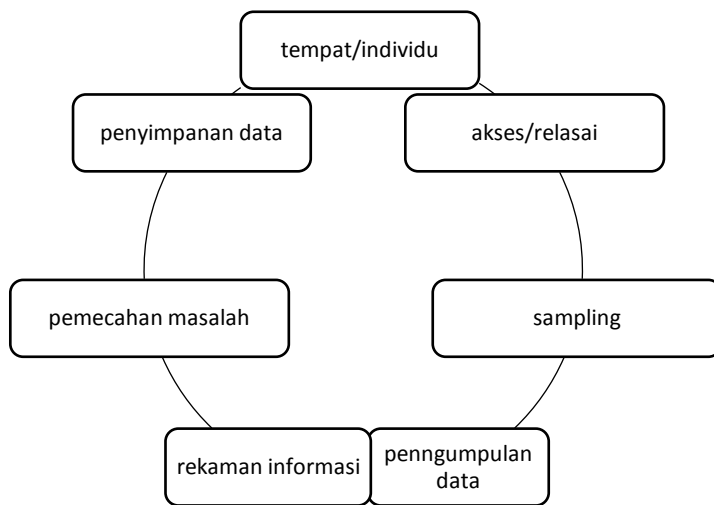 tempat/individu
akses/relasai
sampling
penngumpulan
data
rekaman informasi
pemecahan masalah
penyimpanan data